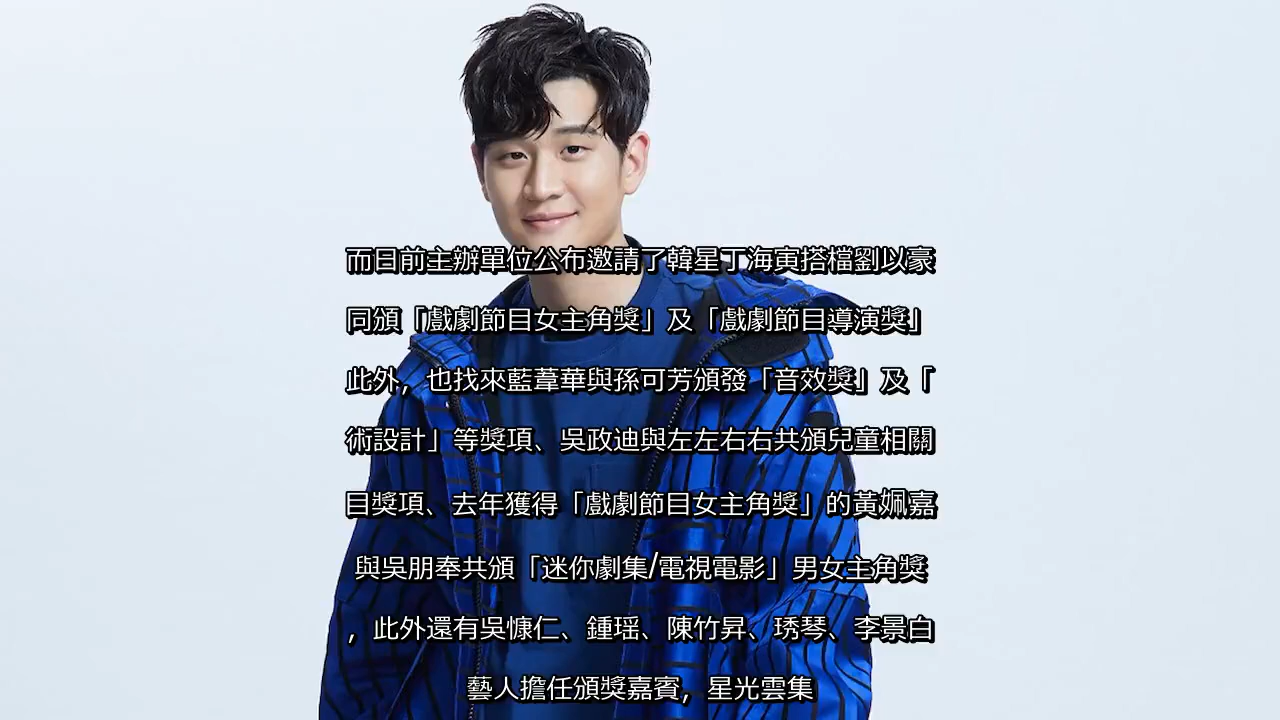 而日前主辦單位公布邀請了韓星丁海寅搭檔劉以豪
同頒「戲劇節目女主角獎」及「戲劇節目導演獎」
此外，也找來藍葦華與孫可芳頒發「音效獎」及「
術設計」等獎項、吳政迪與左左右右共頒兒童相關
目獎項、去年獲得「戲劇節目女主角獎」的黃姵嘉
與吳朋奉共頒「迷你劇集/電視電影」男女主角獎
，此外還有吳慷仁、鍾瑶、陳竹昇、琇琴、李景白
藝人擔任頒獎嘉賓，星光雲集